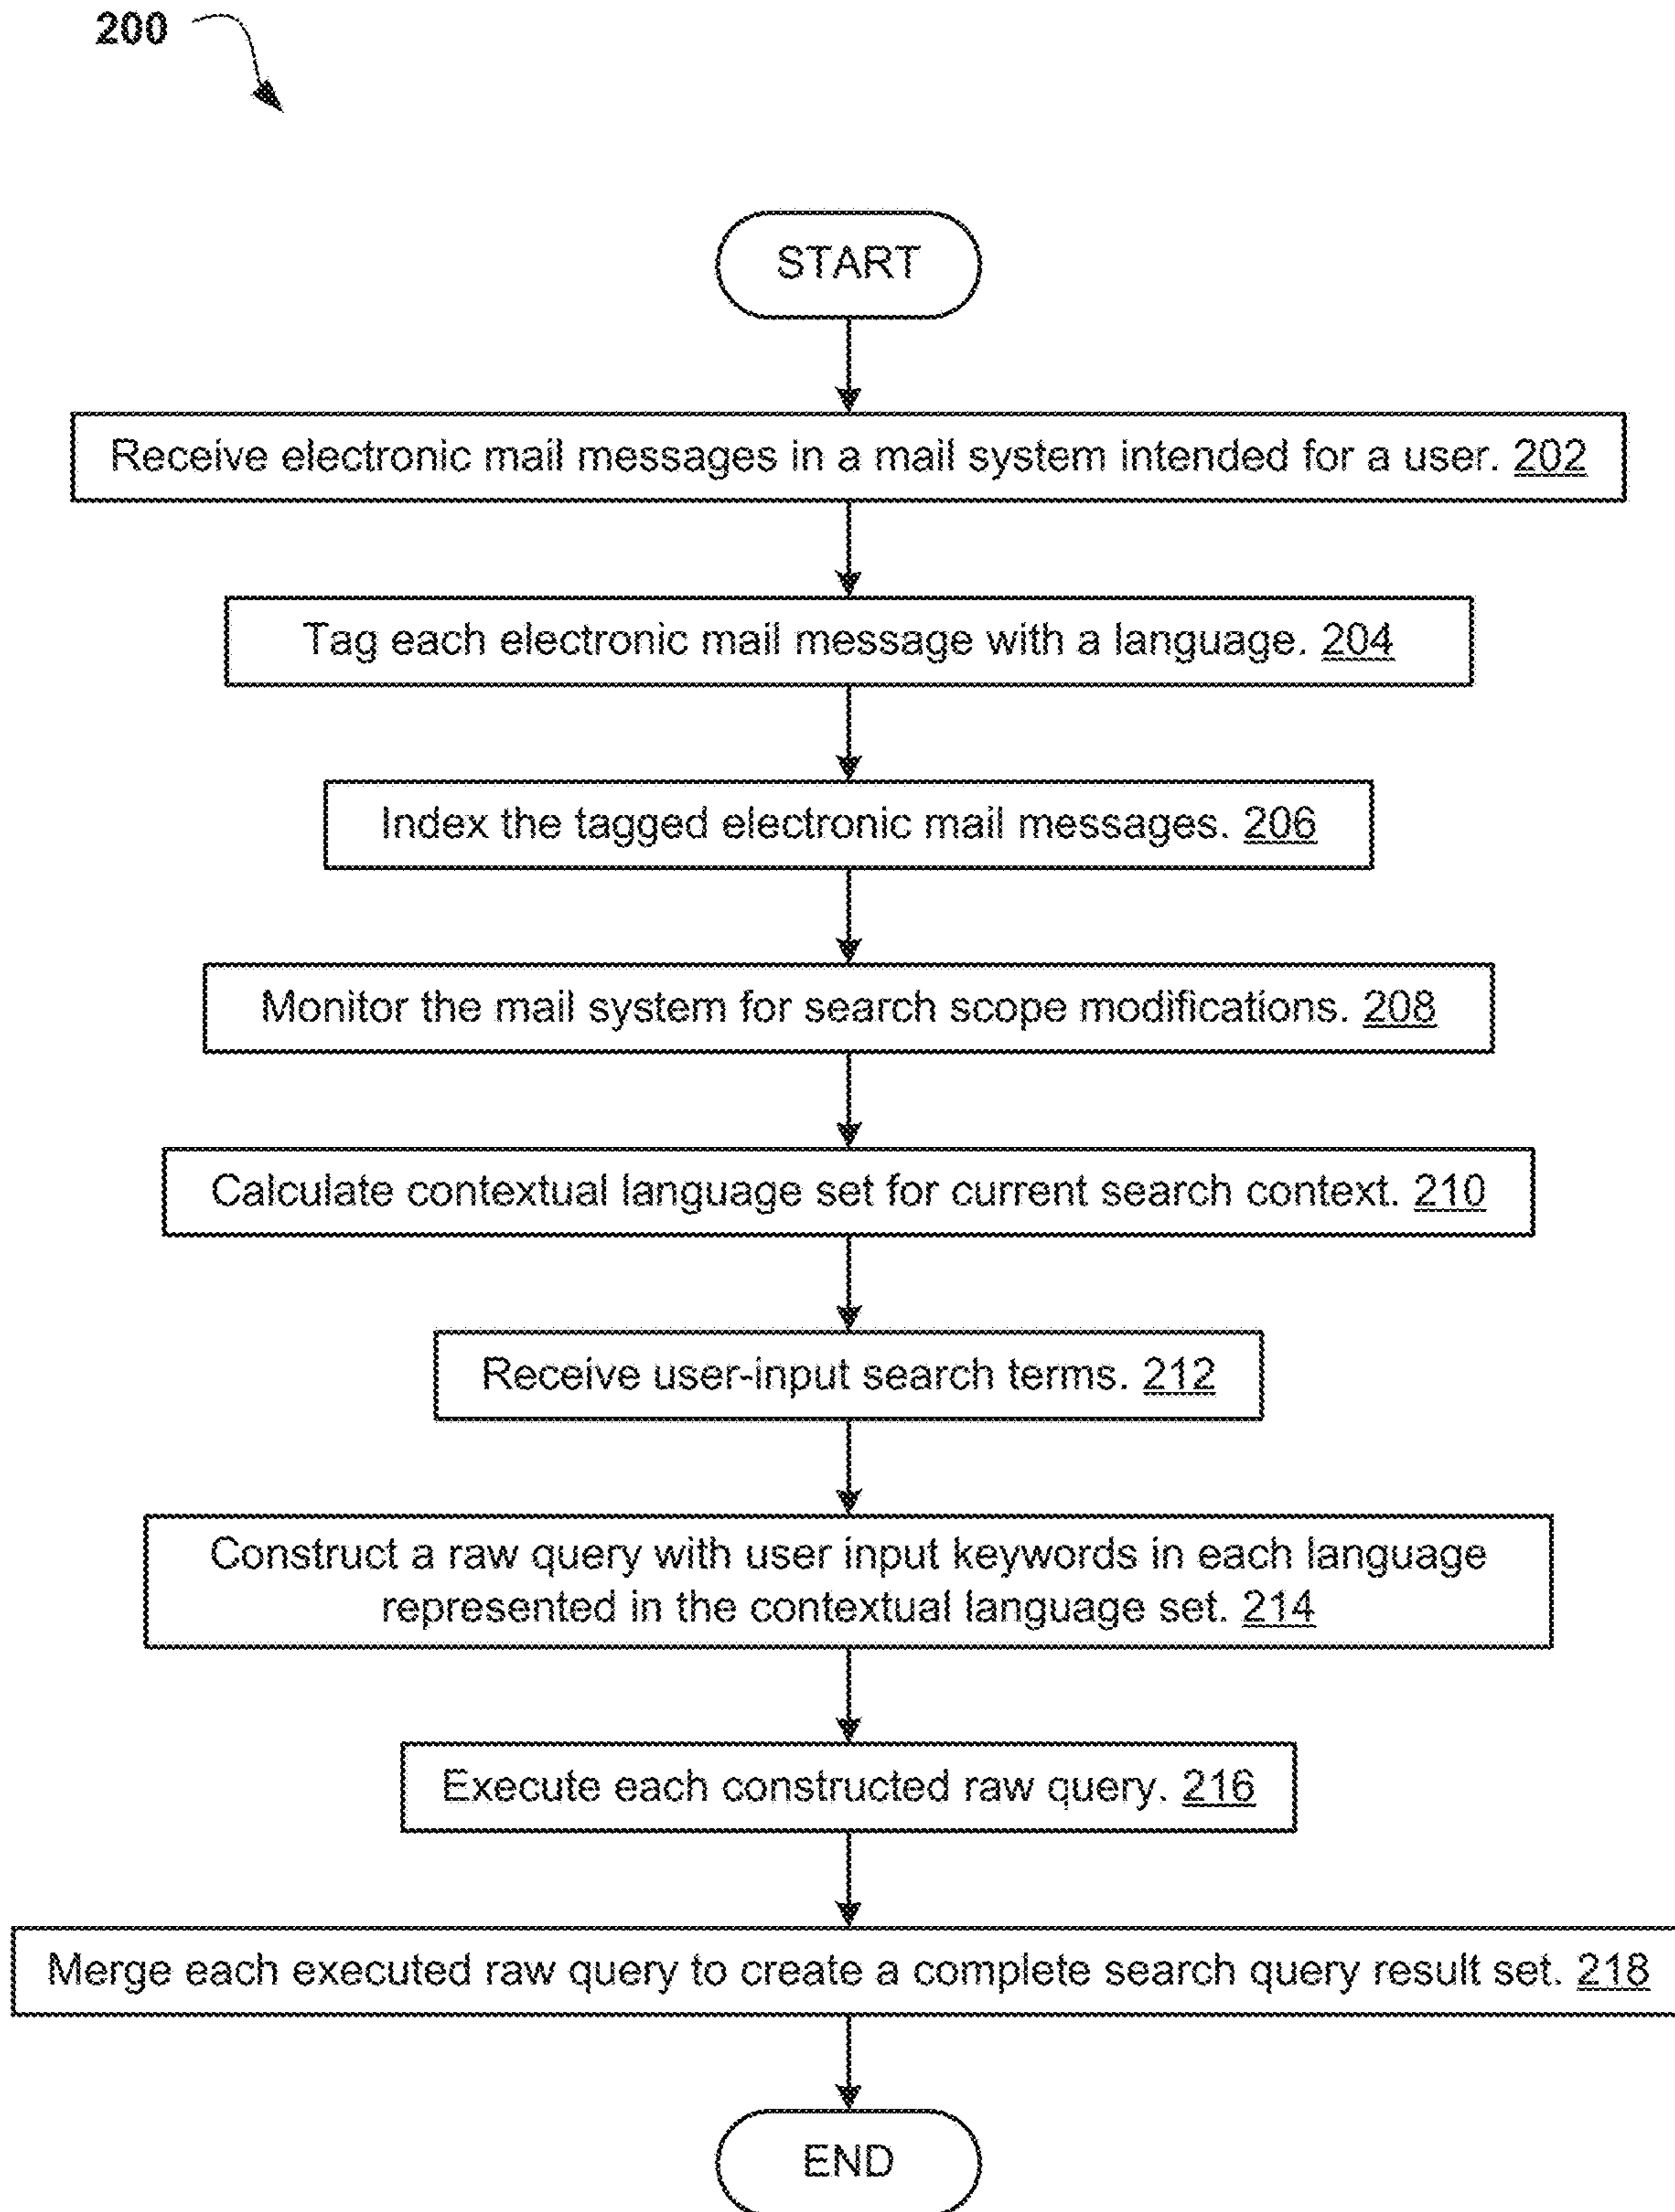 200
START
Receive electronic mail messages in a mail system intended for a user. 202
Tag each electronic mail message with a language. 204
Index the tagged electronic mail messages. 206
Monitor the mail system for search scope modifications. 208
Calculate contextual language set for current search context. 210
Receive user-input search terms. 212
Construct a raw query with user input keywords in each language
represented in the contextual language set. 214
Execute each constructed raw query. 216
Merge each executed raw query to create a complete search query result set. 218
END